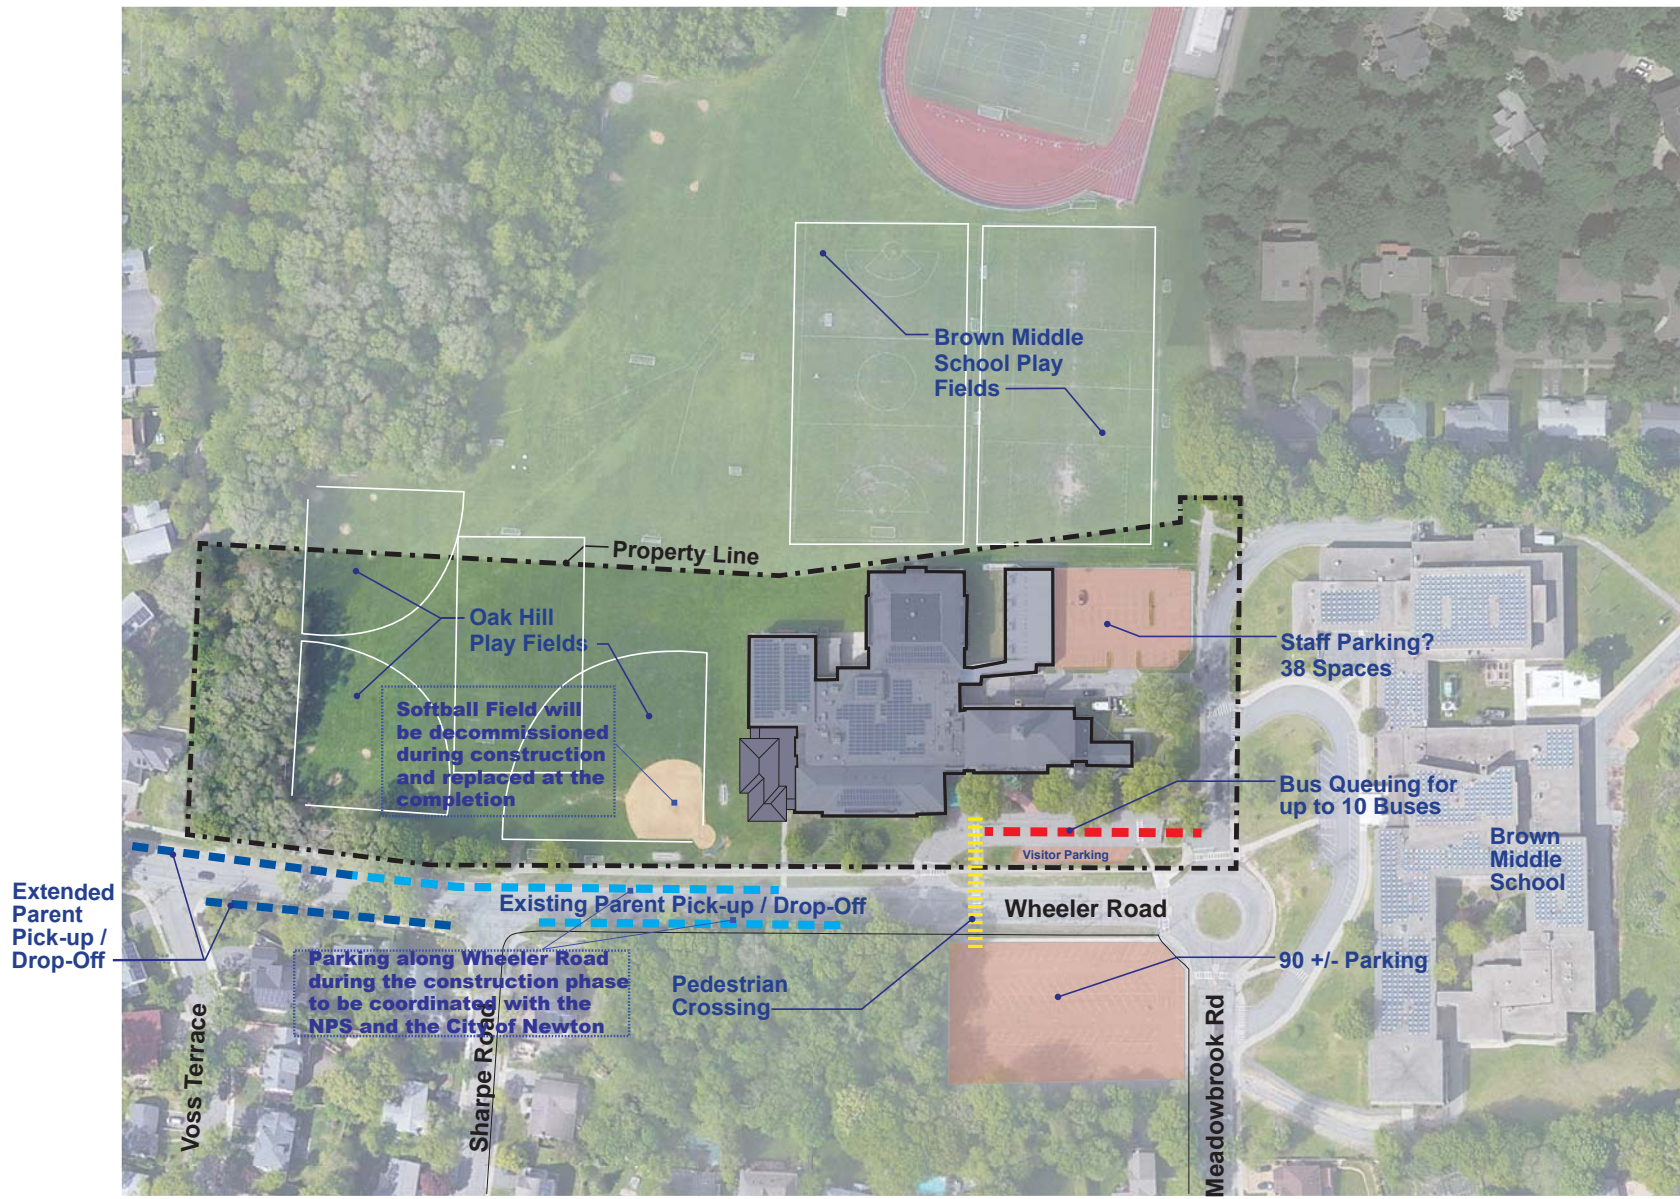 Brown Middle
School Play
Fields
Property Line
Oak Hill
Play Fields
Staff Parking?
38 Spaces
Softball Field will
be decommissioned
during construction
and replaced at the
completion
Bus Queuing for
up to 10 Buses
Brown
Middle
School
Visitor Parking
Extended
Parent
Pick-up /
Drop-Off
Existing Parent Pick-up / Drop-Off
Wheeler Road
Parking along Wheeler Road
during the construction phase
to be coordinated with the
NPS and the City of Newton
Pedestrian
Crossing
90 +/- Parking
Voss Terrace
Sharpe Road
Meadowbrook Rd